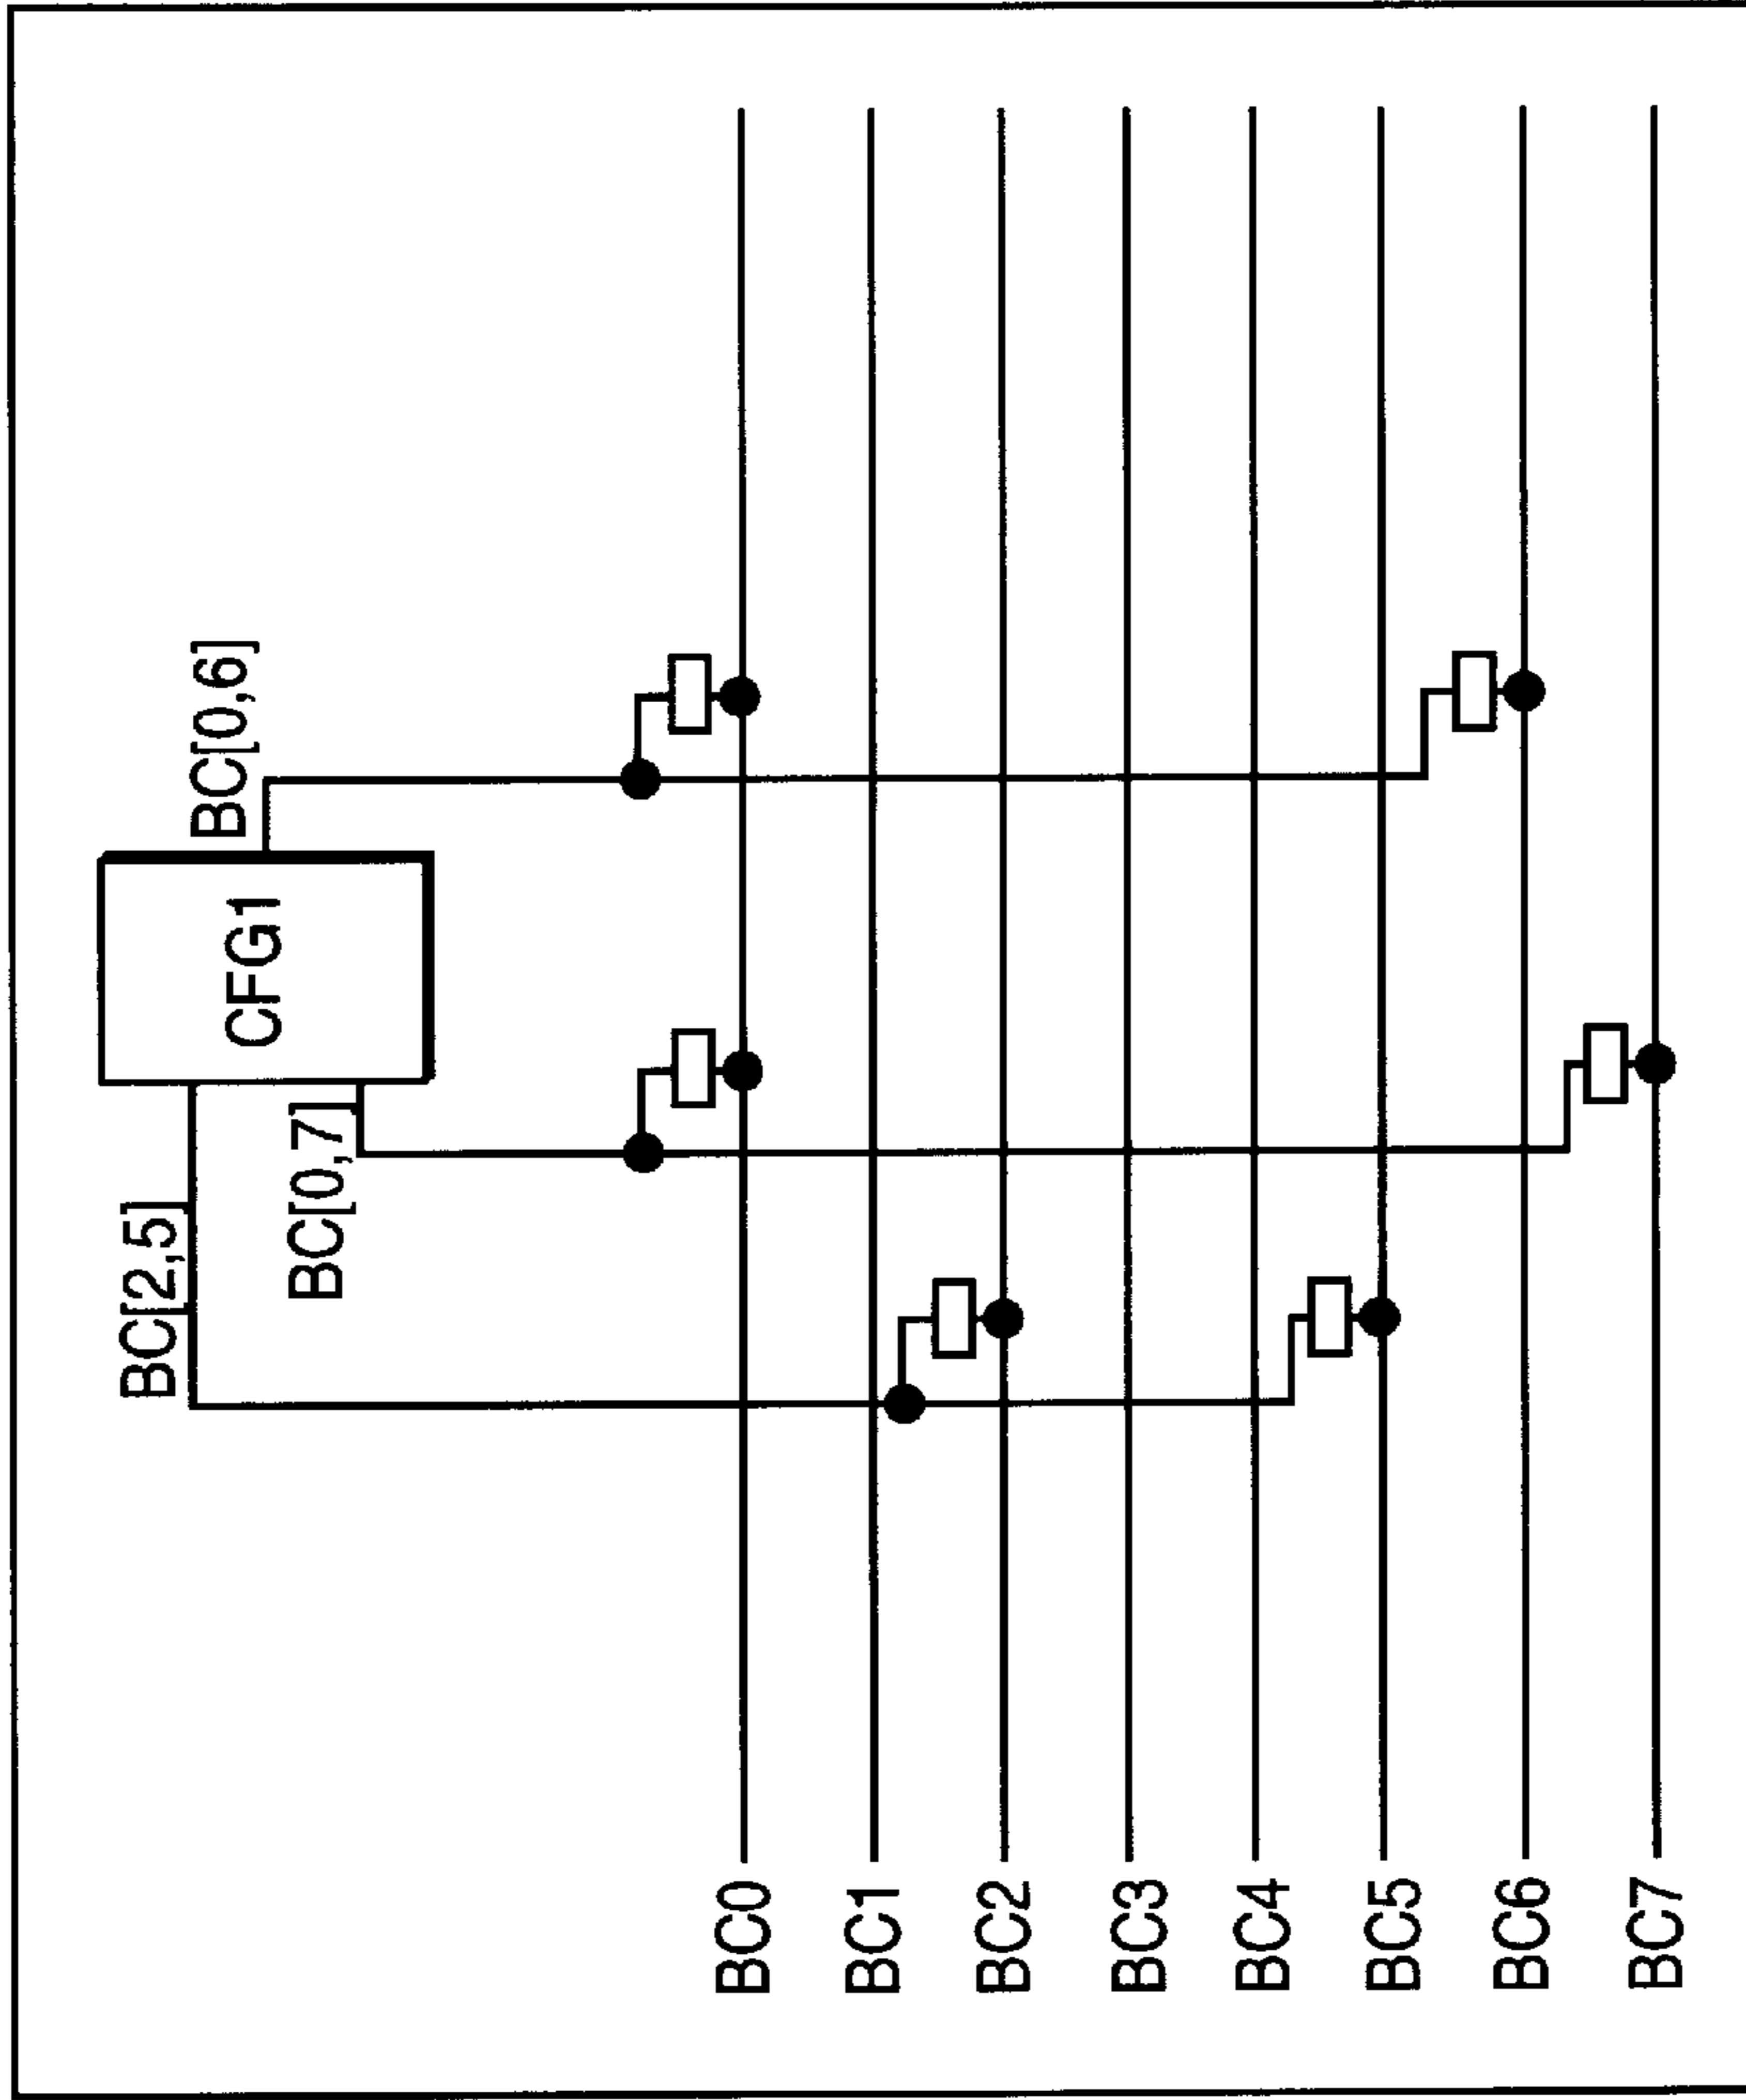 BC[2,5]
BC[0,7]
CFG1
BC[0,6]
BC0
BC1
BC2
BC3
BC4
BC5
BC6
BC7